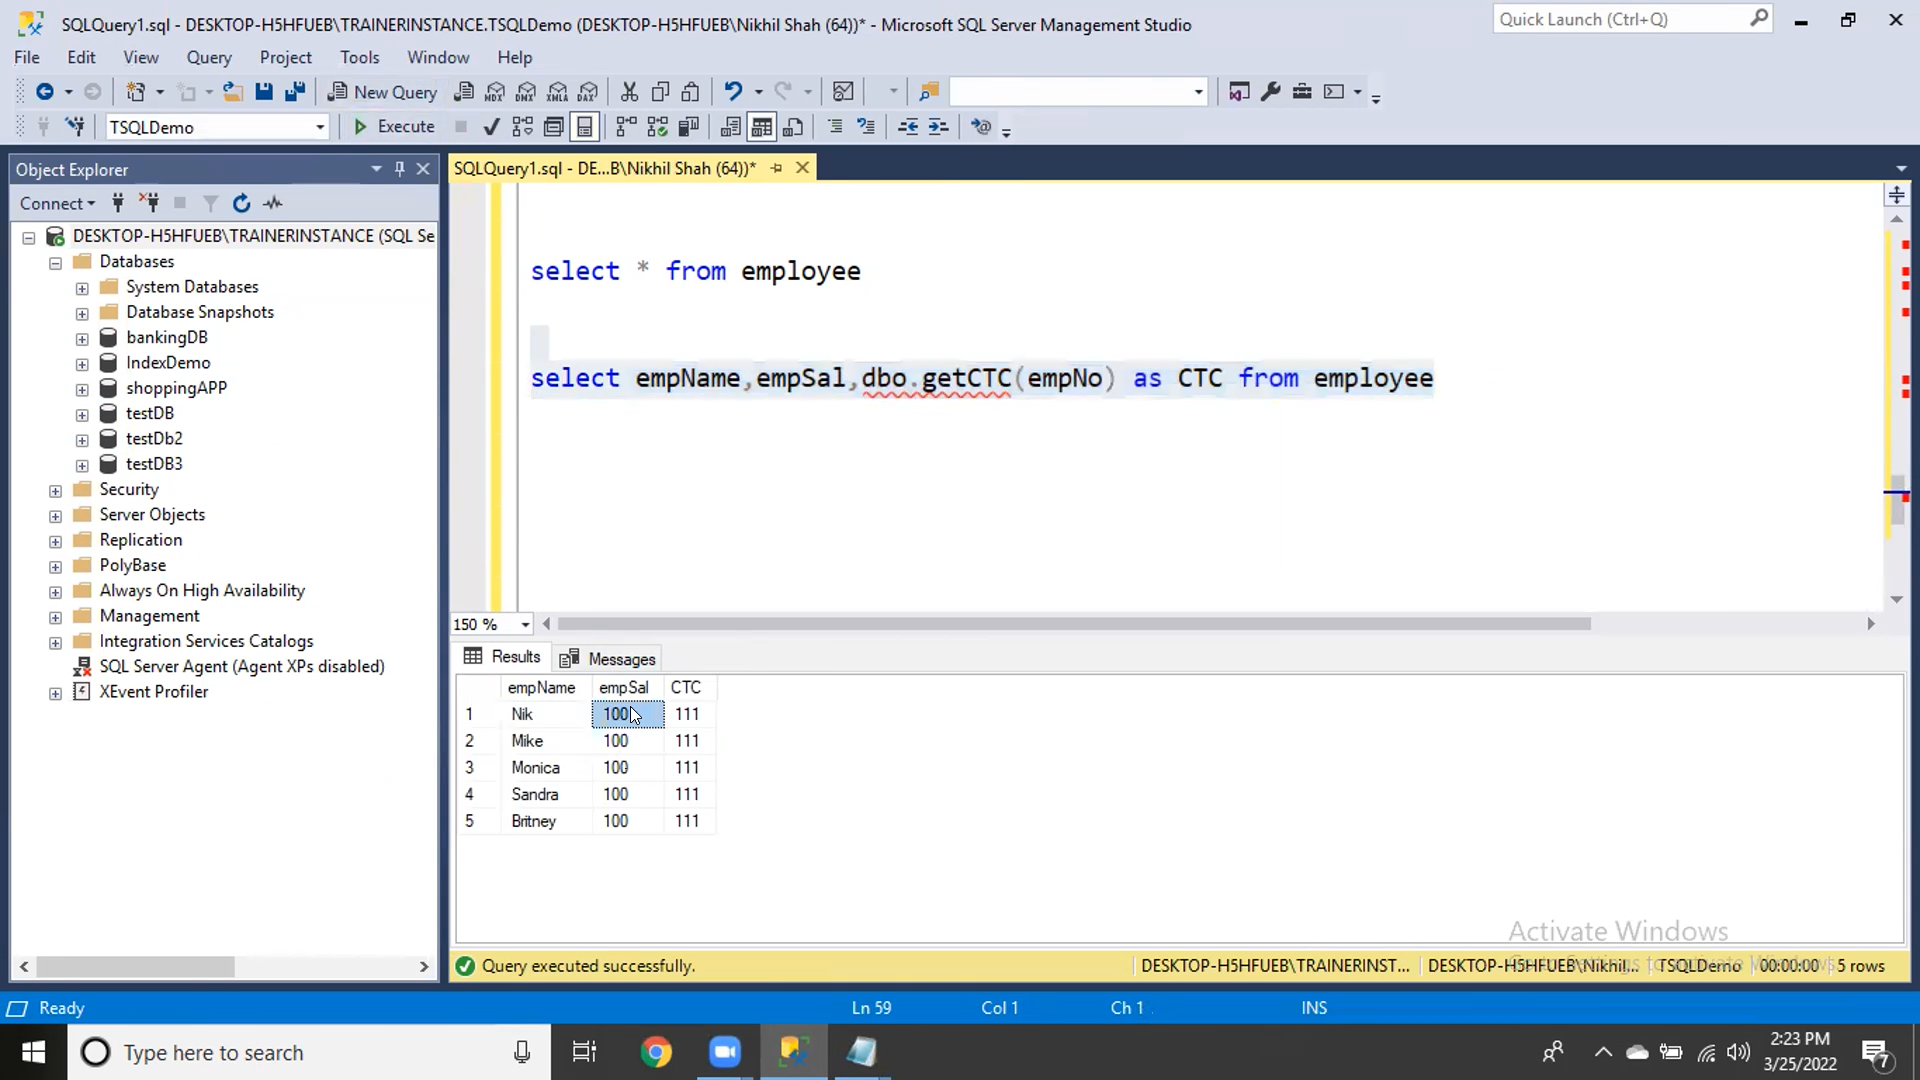 SQLQuery1.sql - DESKTOP-H5HFUEB\TRAINERINSTANCE.TSQLDemo (DESKTOP-H5HFUEB\Nikhil Shah (64))* - Microsoft SQL Server Management Studio
Quick Launch (Ctrl+Q)
File Edit View Query Project Tools Window Help
New Query
TSQLDemo
Execute
Object Explorer
SQLQuery1.sql - DE...B\Nikhil Shah (64))*
Connect
DESKTOP-H5HFUEB\TRAINERINSTANCE (SQL Se
Databases
System Databases
Database Snapshots
bankingDB
IndexDemo
shoppingAPP
testDB
testDb2
testDB3
Security
Server Objects
Replication
PolyBase
Always On High Availability
Management
Integration Services Catalogs
SQL Server Agent (Agent XPs disabled)
XEvent Profiler
select * from employee
select empName,empSal,dbo.getCTC(empNo) as CTC from employee
150 %
Results Messages
empName empSal CTC
1 Nik 100 111
2 Mike 100 111
3 Monica 100 111
4 Sandra 100 111
5 Britney 100 111
Activate Windows
Query executed successfully.
DESKTOP-H5HFUEB\TRAINERINST... DESKTOP-H5HFUEB\Nikhil... TSQLDemo 00:00:00 5 rows
Ready Ln 59 Col 1 Ch 1 INS
Type here to search
2:23 PM
3/25/2022
7